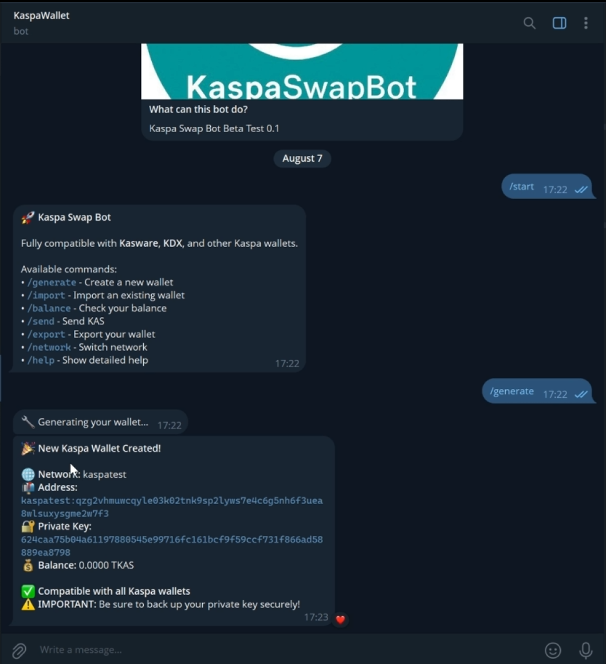 KaspaWallet
bot
KaspaSwapBot
What can this bot do?
Kaspa Swap Bot Beta Test 0.1
August 7
/start 17:22
🚀 Kaspa Swap Bot
Fully compatible with Kasware, KDX, and other Kaspa wallets.
Available commands:
• /generate - Create a new wallet
• /import - Import an existing wallet
• /balance - Check your balance
• /send - Send KAS
• /export - Export your wallet
• /network - Switch network
• /help - Show detailed help
17:22
/generate 17:22
🔧 Generating your wallet... 17:22
🎉 New Kaspa Wallet Created!
🌐 Network: kaspatest
📬 Address:
kaspatest:qzg2vhmuwcqyle03k02tnk9sp2lyws7e4c6g5nh6f3uea
8wlsuxysgme2w7f3
🔐 Private Key:
624caa75b04a61197880545e99716fc161bcf9f59ccf731f866ad58
889ea8798
💰 Balance: 0.0000 TKAS
✅ Compatible with all Kaspa wallets
⚠️ IMPORTANT: Be sure to back up your private key securely!
17:23
Write a message...